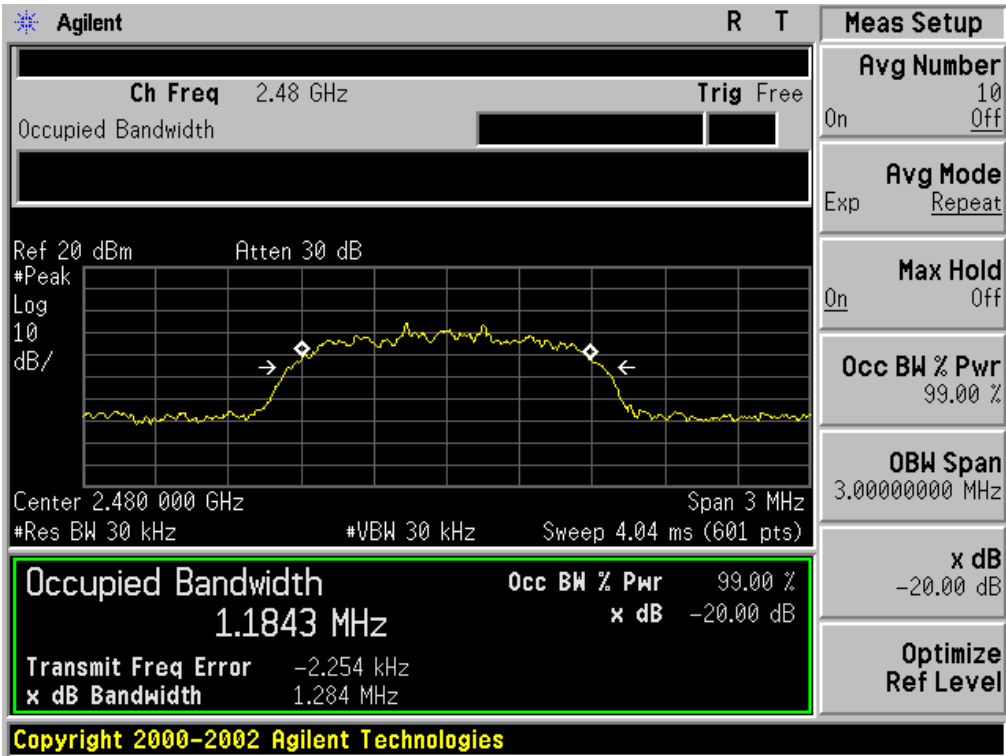 Agilent R T
Ch Freq 2.48 GHz Trig Free
Occupied Bandwidth
Ref 20 dBm Atten 30 dB
#Peak
Log
10
dB/
Center 2.480 000 GHz Span 3 MHz
#Res BW 30 kHz #VBW 30 kHz Sweep 4.04 ms (601 pts)
Occupied Bandwidth Occ BW % Pwr 99.00 %
1.1843 MHz x dB -20.00 dB
Transmit Freq Error -2.254 kHz
x dB Bandwidth 1.284 MHz
Copyright 2000-2002 Agilent Technologies
Meas Setup
Avg Number
10
On Off
Avg Mode
Exp Repeat
Max Hold
On Off
Occ BW % Pwr
99.00 %
OBW Span
3.00000000 MHz
x dB
-20.00 dB
Optimize
Ref Level